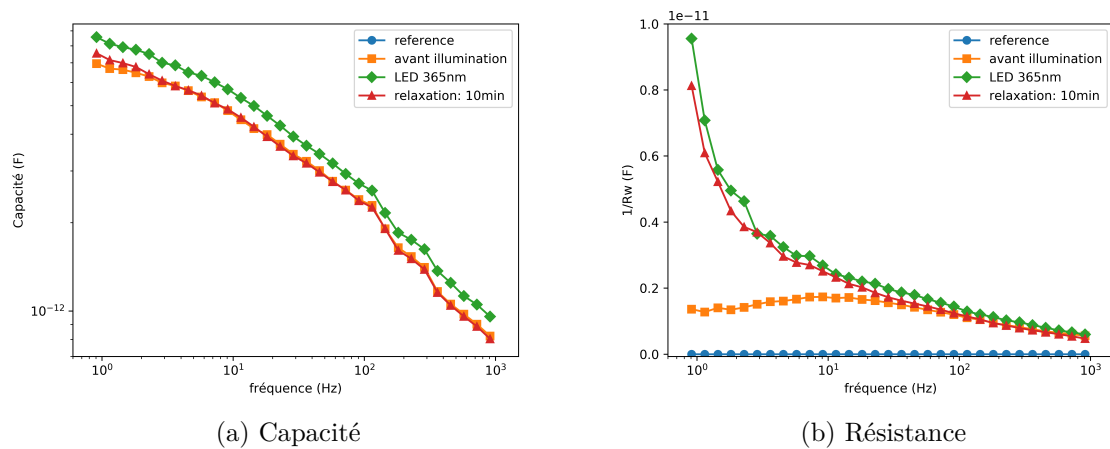 reference
avant illumination
LED 365nm
relaxation: 10min
Capacité (F)
10⁻¹²
10⁰
10¹
10²
10³
fréquence (Hz)
(a) Capacité
1e−11
1.0
0.8
0.6
0.4
0.2
0.0
1/Rw (F)
reference
avant illumination
LED 365nm
relaxation: 10min
10⁰
10¹
10²
10³
fréquence (Hz)
(b) Résistance